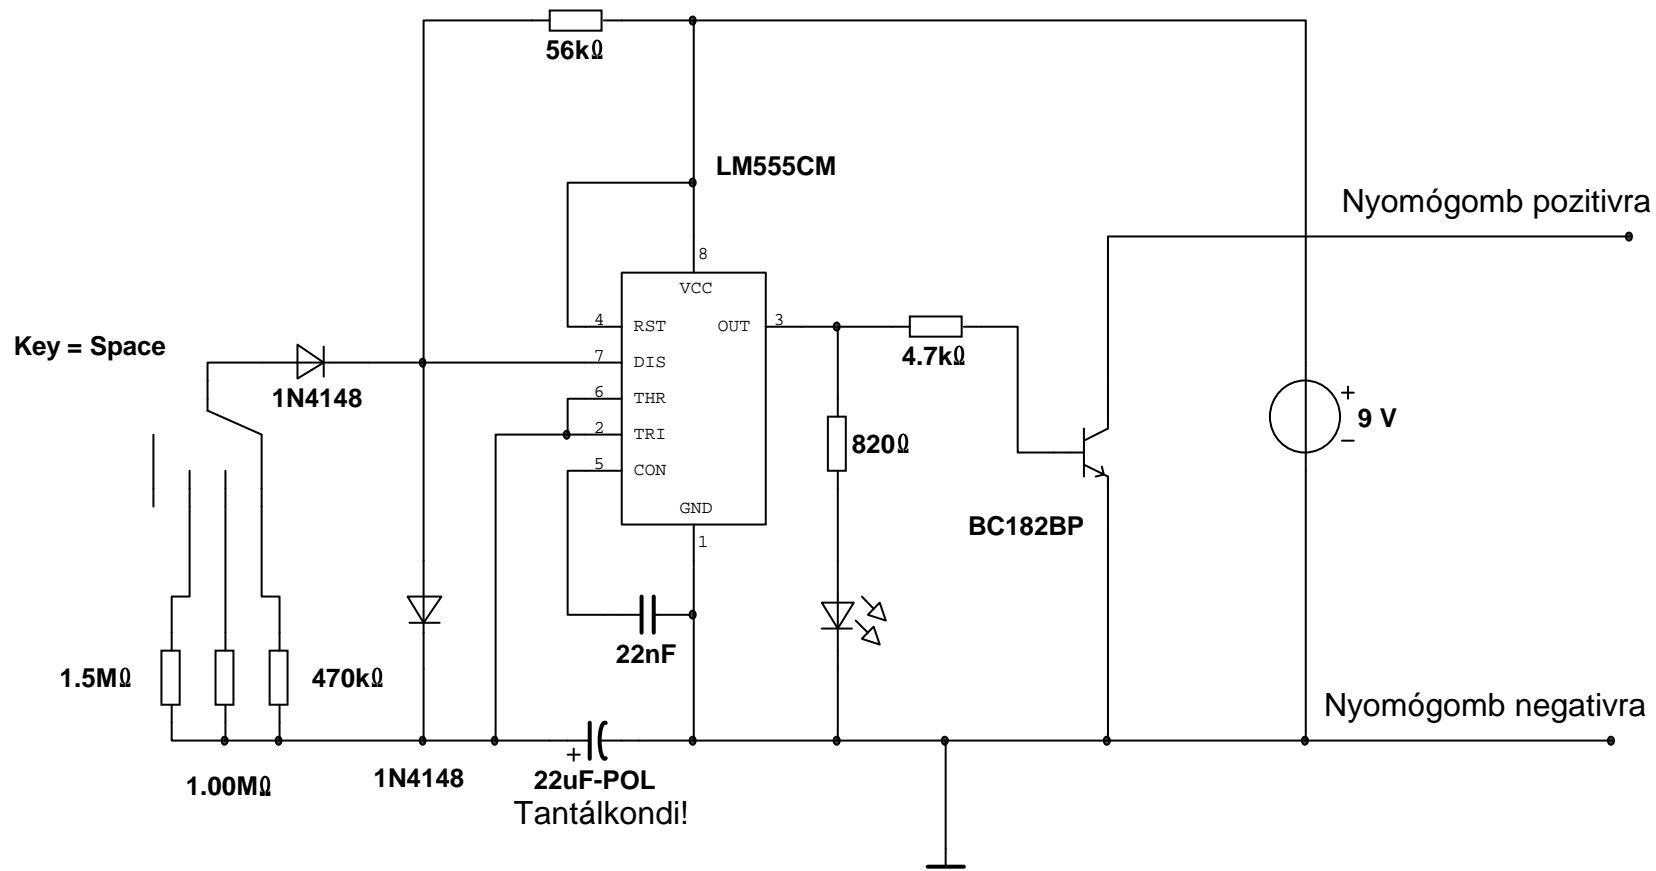 56kΩ
LM555CM
Nyomógomb pozitivra
8
VCC
4 RST OUT 3
Key = Space
7 DIS
4.7kΩ
1N4148
6 THR
2 TRI
+
9 V
−
820Ω
5 CON
GND
BC182BP
1
22nF
1.5MΩ
470kΩ
Nyomógomb negativra
+
1.00MΩ
1N4148
22uF-POL
Tantálkondi!